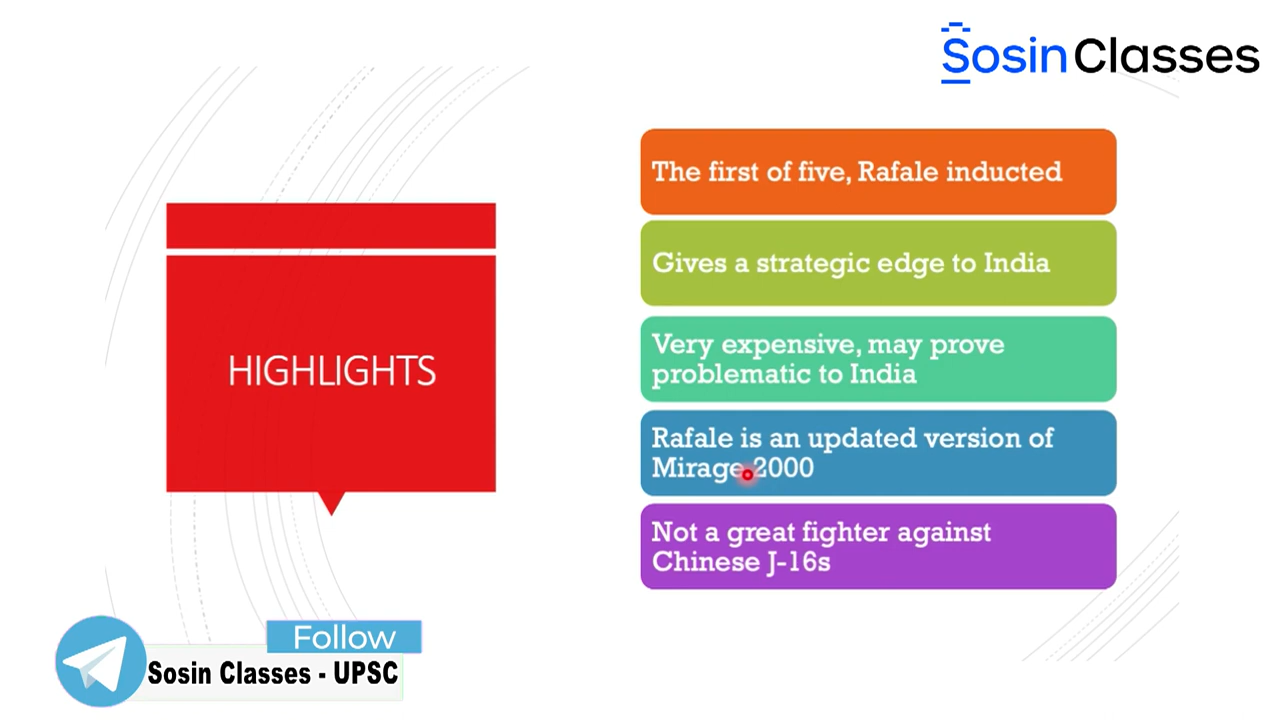 Sosin Classes
The first of five, Rafale inducted
Gives a strategic edge to India
HIGHLIGHTS
Very expensive, may prove
problematic to India
Rafale is an updated version of
Mirage 2000
Not a great fighter against
Chinese J-16s
Follow
Sosin Classes - UPSC